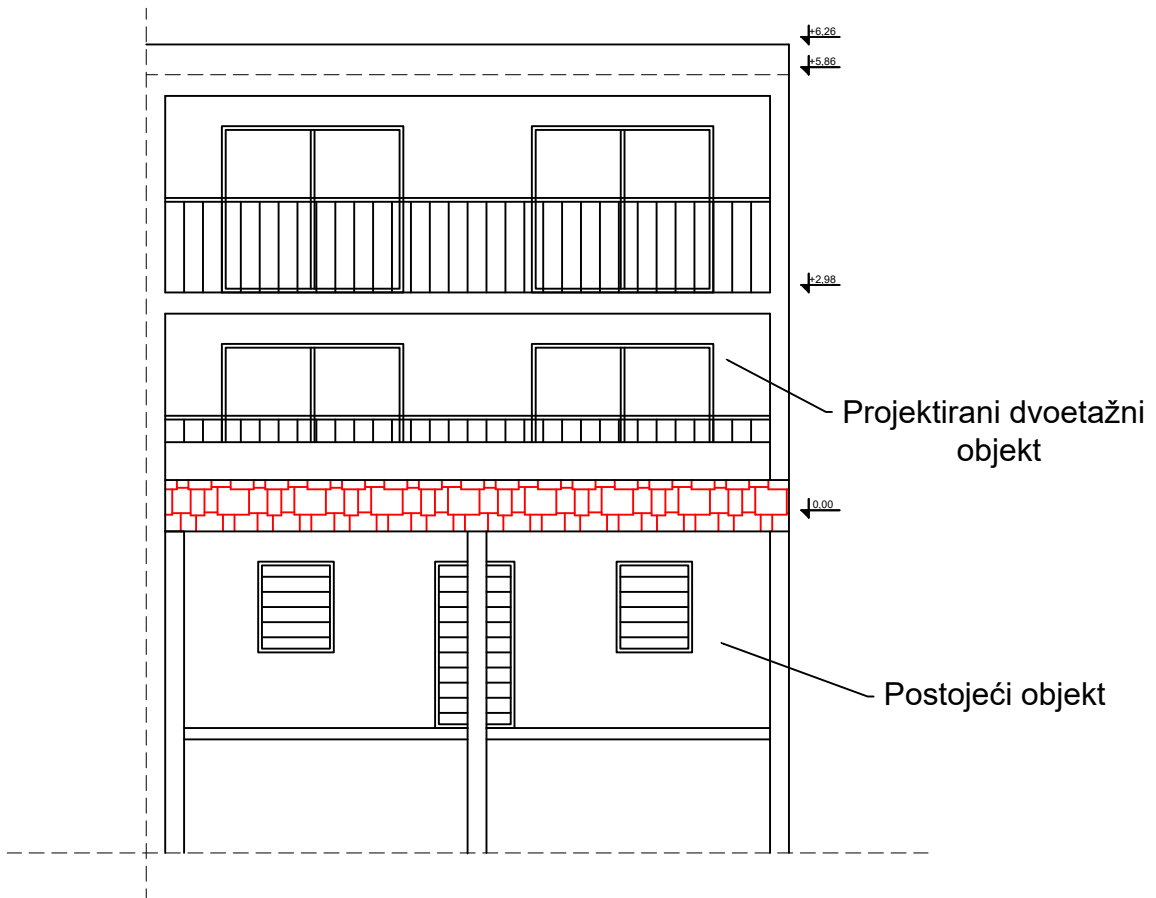 +6,26
+5,86
+2,98
Projektirani dvoetažni
objekt
0,00
Postojeći objekt